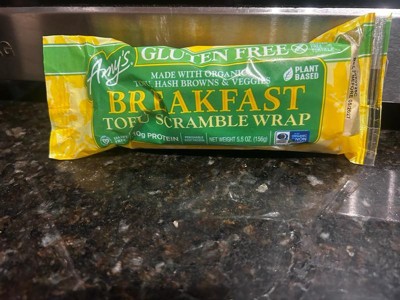 Amy's
GLUTEN FREE
MADE WITH ORGANIC
TOFU, HASH BROWNS & VEGGIES
PLANT
BASED
BREAKFAST
TOFU SCRAMBLE WRAP
10g PROTEIN
NET WEIGHT 5.5 OZ. (156g)